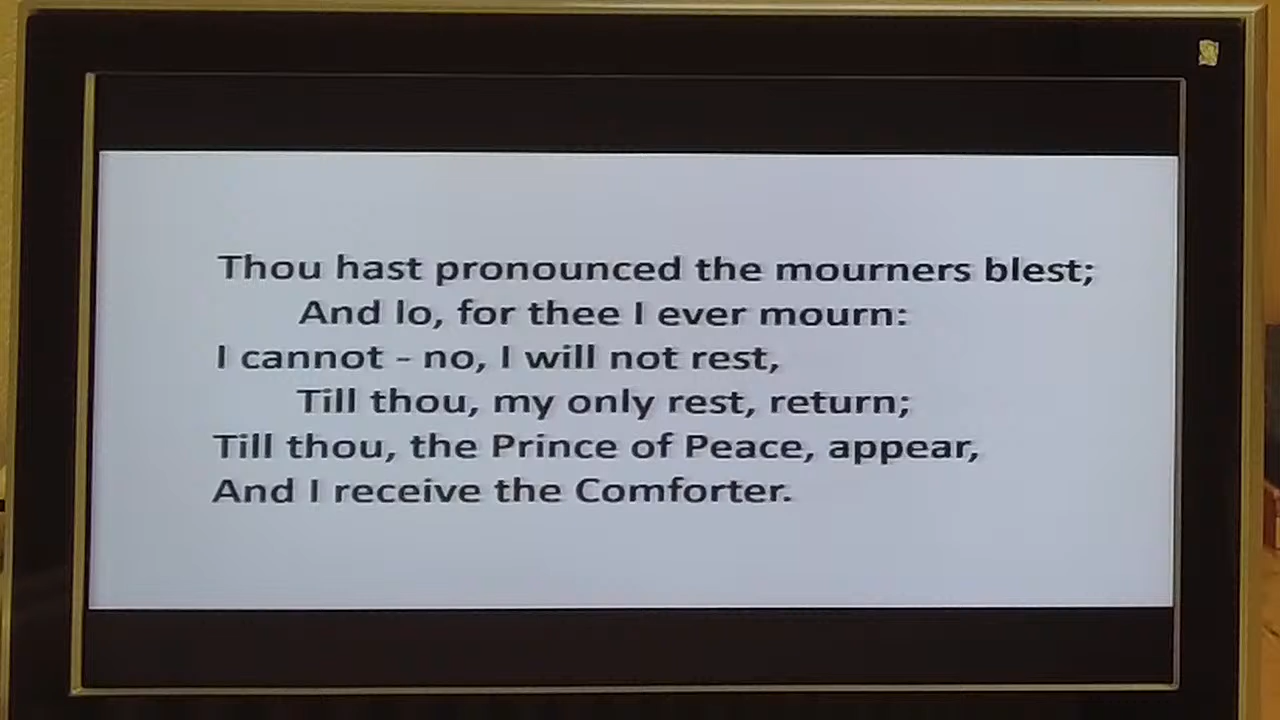 Thou hast pronounced the mourners blest;
And lo, for thee I ever mourn:
I cannot - no, I will not rest,
Till thou, my only rest, return;
Till thou, the Prince of Peace, appear,
And I receive the Comforter.